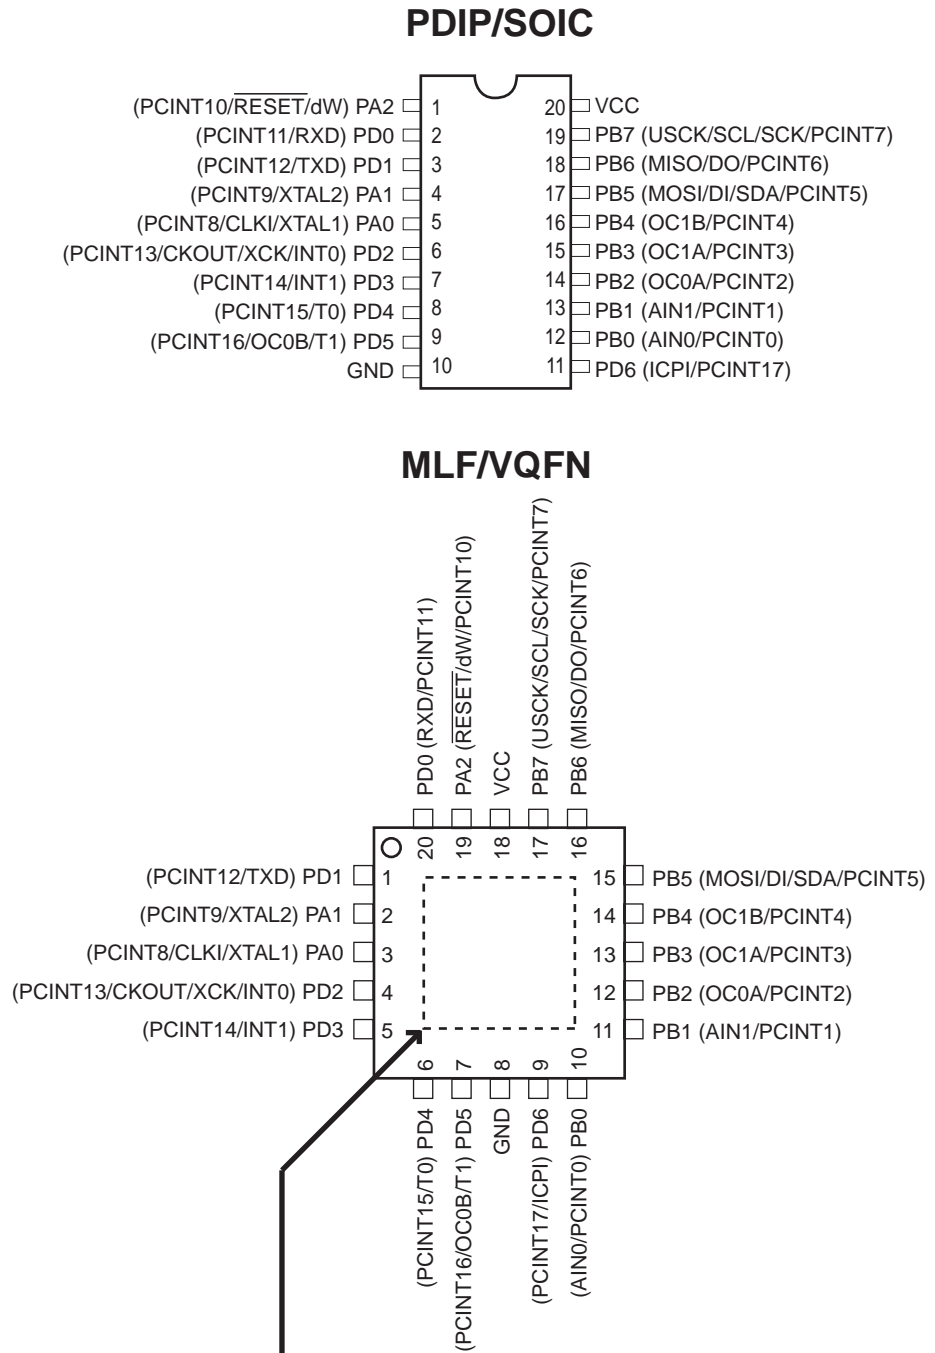 PDIP/SOIC
(PCINT10/RESET/dW) PA2 1 20 VCC
(PCINT11/RXD) PD0 2 19 PB7 (USCK/SCL/SCK/PCINT7)
(PCINT12/TXD) PD1 3 18 PB6 (MISO/DO/PCINT6)
(PCINT9/XTAL2) PA1 4 17 PB5 (MOSI/DI/SDA/PCINT5)
(PCINT8/CLKI/XTAL1) PA0 5 16 PB4 (OC1B/PCINT4)
(PCINT13/CKOUT/XCK/INT0) PD2 6 15 PB3 (OC1A/PCINT3)
(PCINT14/INT1) PD3 7 14 PB2 (OC0A/PCINT2)
(PCINT15/T0) PD4 8 13 PB1 (AIN1/PCINT1)
(PCINT16/OC0B/T1) PD5 9 12 PB0 (AIN0/PCINT0)
GND 10 11 PD6 (ICPI/PCINT17)
MLF/VQFN
PD0 (RXD/PCINT11)
PA2 (RESET/dW/PCINT10)
VCC
PB7 (USCK/SCL/SCK/PCINT7)
PB6 (MISO/DO/PCINT6)
20 19 18 17 16
(PCINT12/TXD) PD1 1 15 PB5 (MOSI/DI/SDA/PCINT5)
(PCINT9/XTAL2) PA1 2 14 PB4 (OC1B/PCINT4)
(PCINT8/CLKI/XTAL1) PA0 3 13 PB3 (OC1A/PCINT3)
(PCINT13/CKOUT/XCK/INT0) PD2 4 12 PB2 (OC0A/PCINT2)
(PCINT14/INT1) PD3 5 11 PB1 (AIN1/PCINT1)
6 7 8 9 10
(PCINT15/T0) PD4
(PCINT16/OC0B/T1) PD5
GND
(PCINT17/ICPI) PD6
(AIN0/PCINT0) PB0